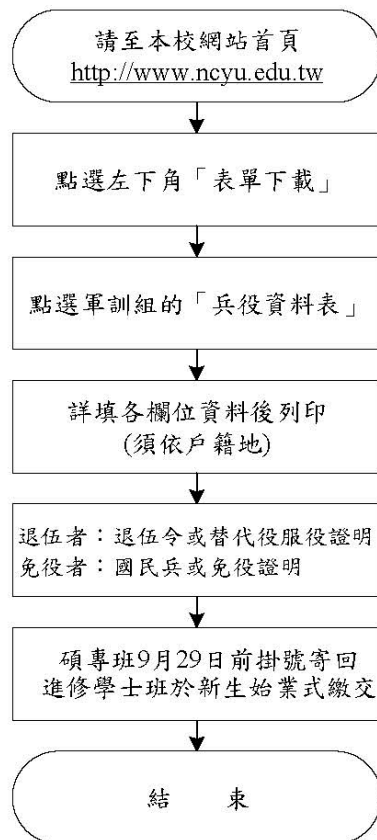 請至本校網站首頁
http://www.ncyu.edu.tw
點選左下角「表單下載」
點選軍訓組的「兵役資料表」
詳填各欄位資料後列印
(須依戶籍地)
退伍者：退伍令或替代役服役證明
免役者：國民兵或免役證明
碩專班9月29日前掛號寄回
進修學士班於新生始業式繳交
結 束